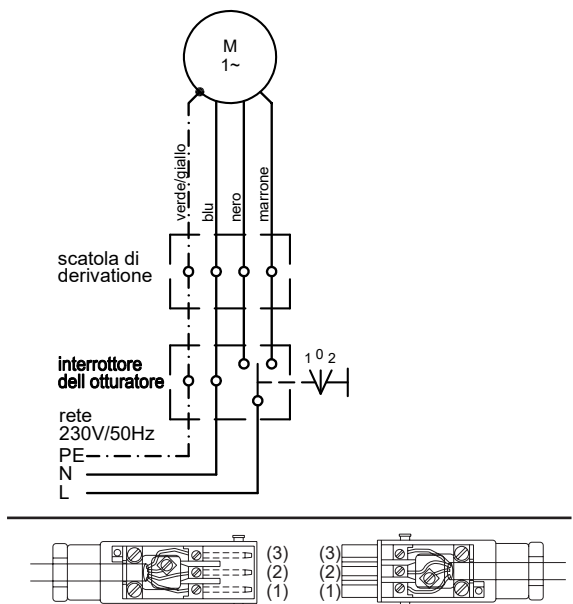 M
1~
verde/giallo
blu
nero
marrone
scatola di
derivatione
interrottore
dell otturatore
1 0 2
rete
230V/50Hz
PE
N
L
(3)
(2)
(1)
(3)
(2)
(1)